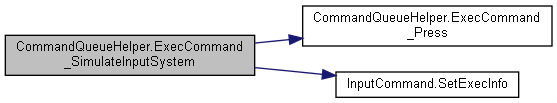 CommandQueueHelper.ExecCommand
_SimulateInputSystem
CommandQueueHelper.ExecCommand
_Press
InputCommand.SetExecInfo